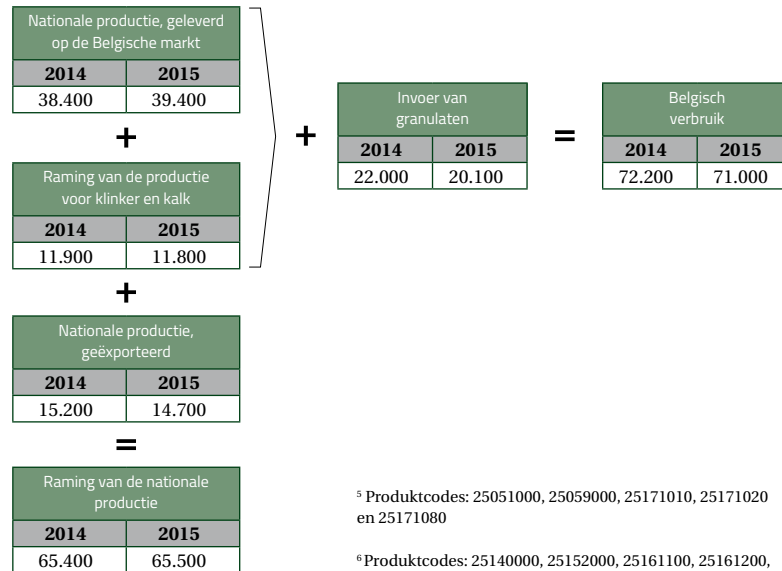 Nationale productie, geleverd
op de Belgische markt
2014 2015
38.400 39.400
+
Raming van de productie
voor klinker en kalk
2014 2015
11.900 11.800
+
Nationale productie,
geëxporteerd
2014 2015
15.200 14.700
=
Raming van de nationale
productie
2014 2015
65.400 65.500
+
Invoer van
granulaten
2014 2015
22.000 20.100
=
Belgisch
verbruik
2014 2015
72.200 71.000
⁵ Produktcodes: 25051000, 25059000, 25171010, 25171020
en 25171080
⁶ Produktcodes: 25140000, 25152000, 25161100, 25161200,